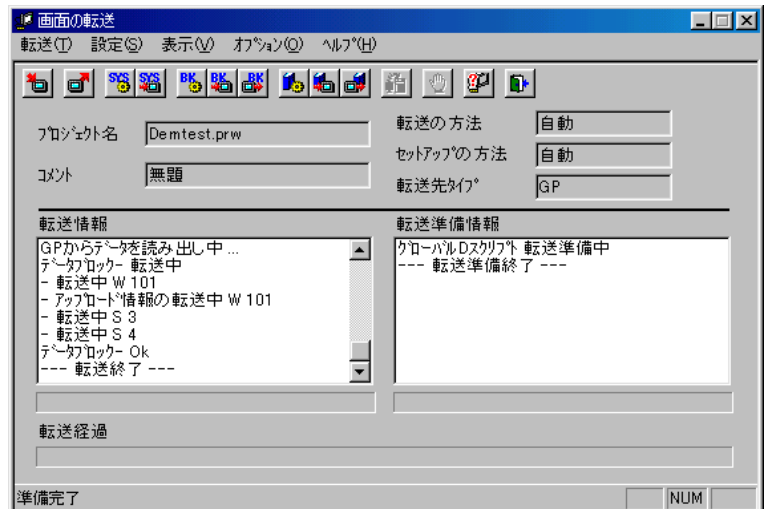 画面の転送
転送(T) 設定(S) 表示(V) ｵﾌﾟｼｮﾝ(O) ﾍﾙﾌﾟ(H)
SYS SYS BK BK BK
ﾌﾟﾛｼﾞｪｸﾄ名 Demtest.prw
ｺﾒﾝﾄ 無題
転送の方法 自動
ｾｯﾄｱｯﾌﾟの方法 自動
転送先ﾀｲﾌﾟ GP
転送情報
GPからﾃﾞｰﾀを読み出し中 ...
ﾃﾞｰﾀﾌﾞﾛｯｸｰ 転送中
- 転送中 W 101
- ｱｯﾌﾟﾛｰﾄﾞ情報の転送中 W 101
- 転送中 S 3
- 転送中 S 4
ﾃﾞｰﾀﾌﾞﾛｯｸｰ Ok
--- 転送終了 ---
転送準備情報
ｸﾞﾛｰﾊﾞﾙDｽｸﾘﾌﾟﾄ 転送準備中
--- 転送準備終了 ---
転送経過
準備完了 NUM